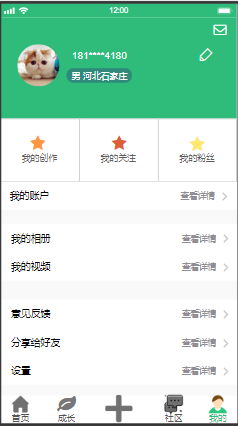 12:00
181****4180
男 河北石家庄
我的创作 我的关注 我的粉丝
我的账户 查看详情
我的相册 查看详情
我的视频 查看详情
意见反馈 查看详情
分享给好友 查看详情
设置 查看详情
首页 成长 社区 我的